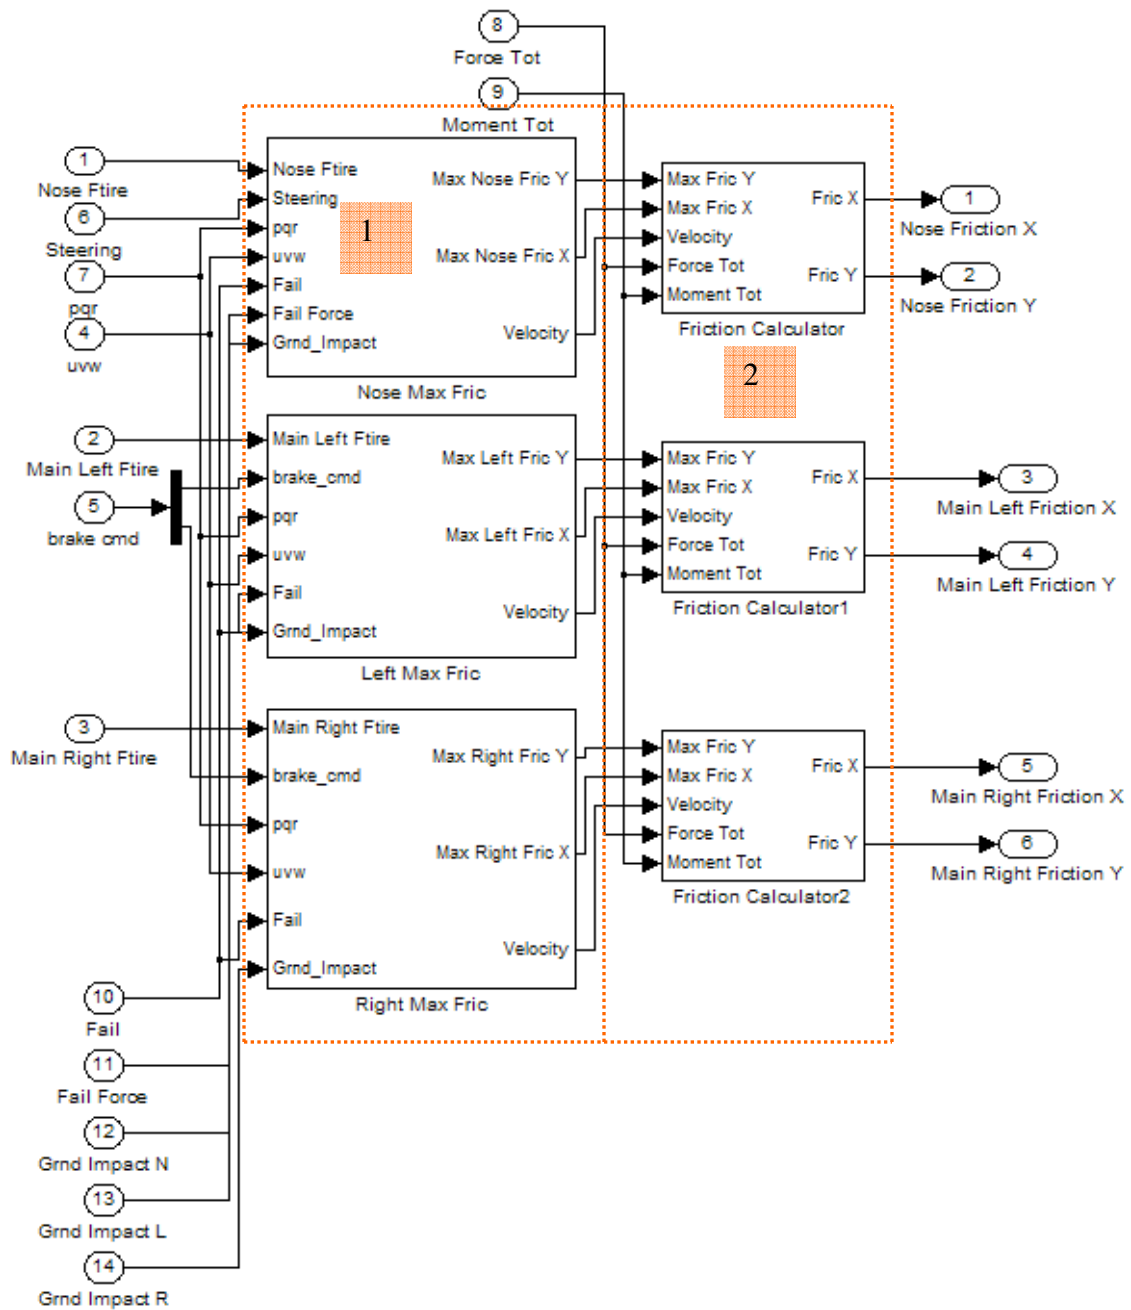 8
Force Tot
9
Moment Tot
1
Nose Ftire
6
Steering
7
pqr
4
uvw
Nose Ftire
Steering
pqr
uvw
Fail
Fail Force
Grnd_Impact
1
Max Nose Fric Y
Max Nose Fric X
Velocity
Nose Max Fric
Max Fric Y
Max Fric X
Velocity
Force Tot
Moment Tot
Fric X
Fric Y
Friction Calculator
1
Nose Friction X
2
Nose Friction Y
2
2
Main Left Ftire
5
brake cmd
Main Left Ftire
brake_cmd
pqr
uvw
Fail
Grnd_Impact
Max Left Fric Y
Max Left Fric X
Velocity
Left Max Fric
Max Fric Y
Max Fric X
Velocity
Force Tot
Moment Tot
Fric X
Fric Y
Friction Calculator1
3
Main Left Friction X
4
Main Left Friction Y
3
Main Right Ftire
Main Right Ftire
brake_cmd
pqr
uvw
Fail
Grnd_Impact
Max Right Fric Y
Max Right Fric X
Velocity
Right Max Fric
Max Fric Y
Max Fric X
Velocity
Force Tot
Moment Tot
Fric X
Fric Y
Friction Calculator2
5
Main Right Friction X
6
Main Right Friction Y
10
Fail
11
Fail Force
12
Grnd Impact N
13
Grnd Impact L
14
Grnd Impact R